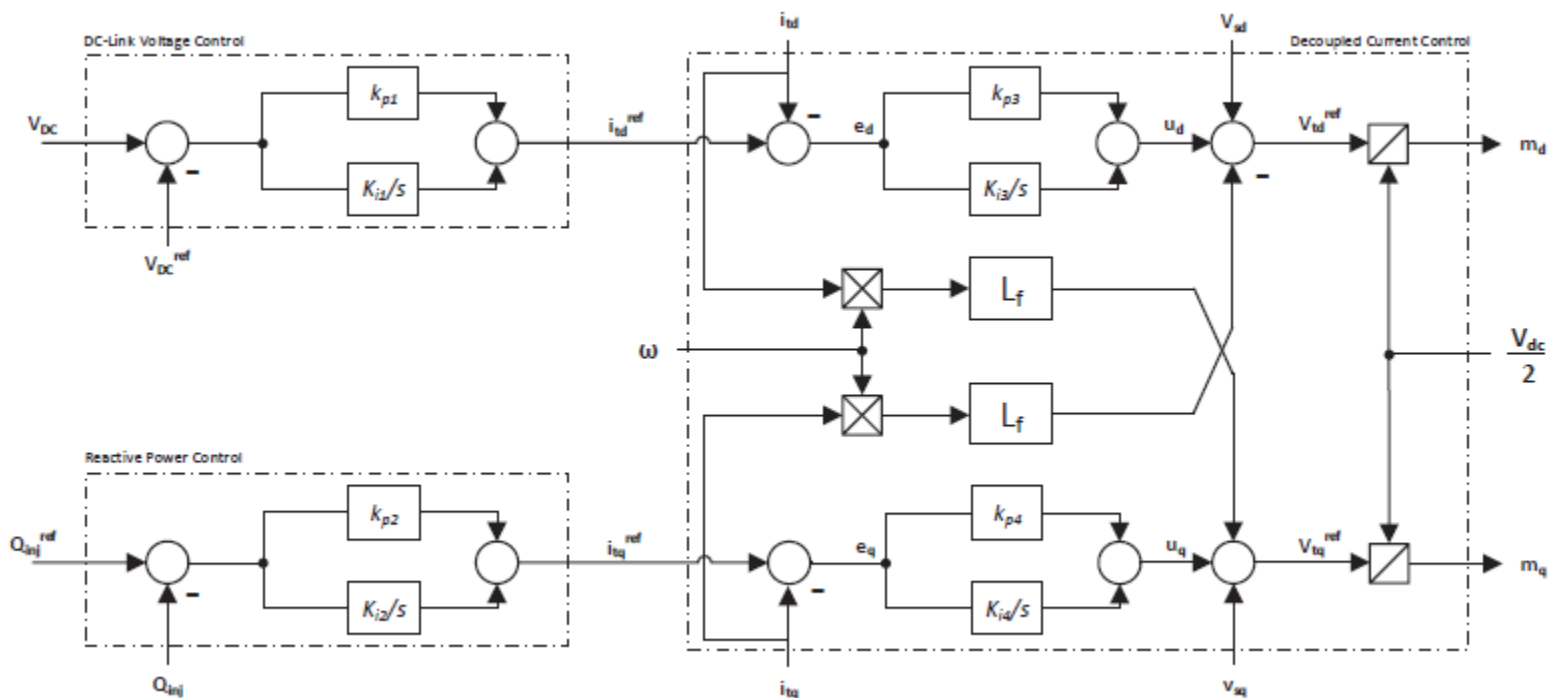 i_td
V_sd
DC-Link Voltage Control
Decoupled Current Control
k_p1
k_p3
V_DC
i_td^ref
e_d
u_d
V_td^ref
m_d
-
-
-
K_i1/s
K_i3/s
V_DC^ref
L_f
ω
V_dc
2
L_f
Reactive Power Control
k_p2
k_p4
Q_inj^ref
i_tq^ref
e_q
u_q
V_tq^ref
m_q
-
-
K_i2/s
K_i4/s
Q_inj
i_tq
v_sq